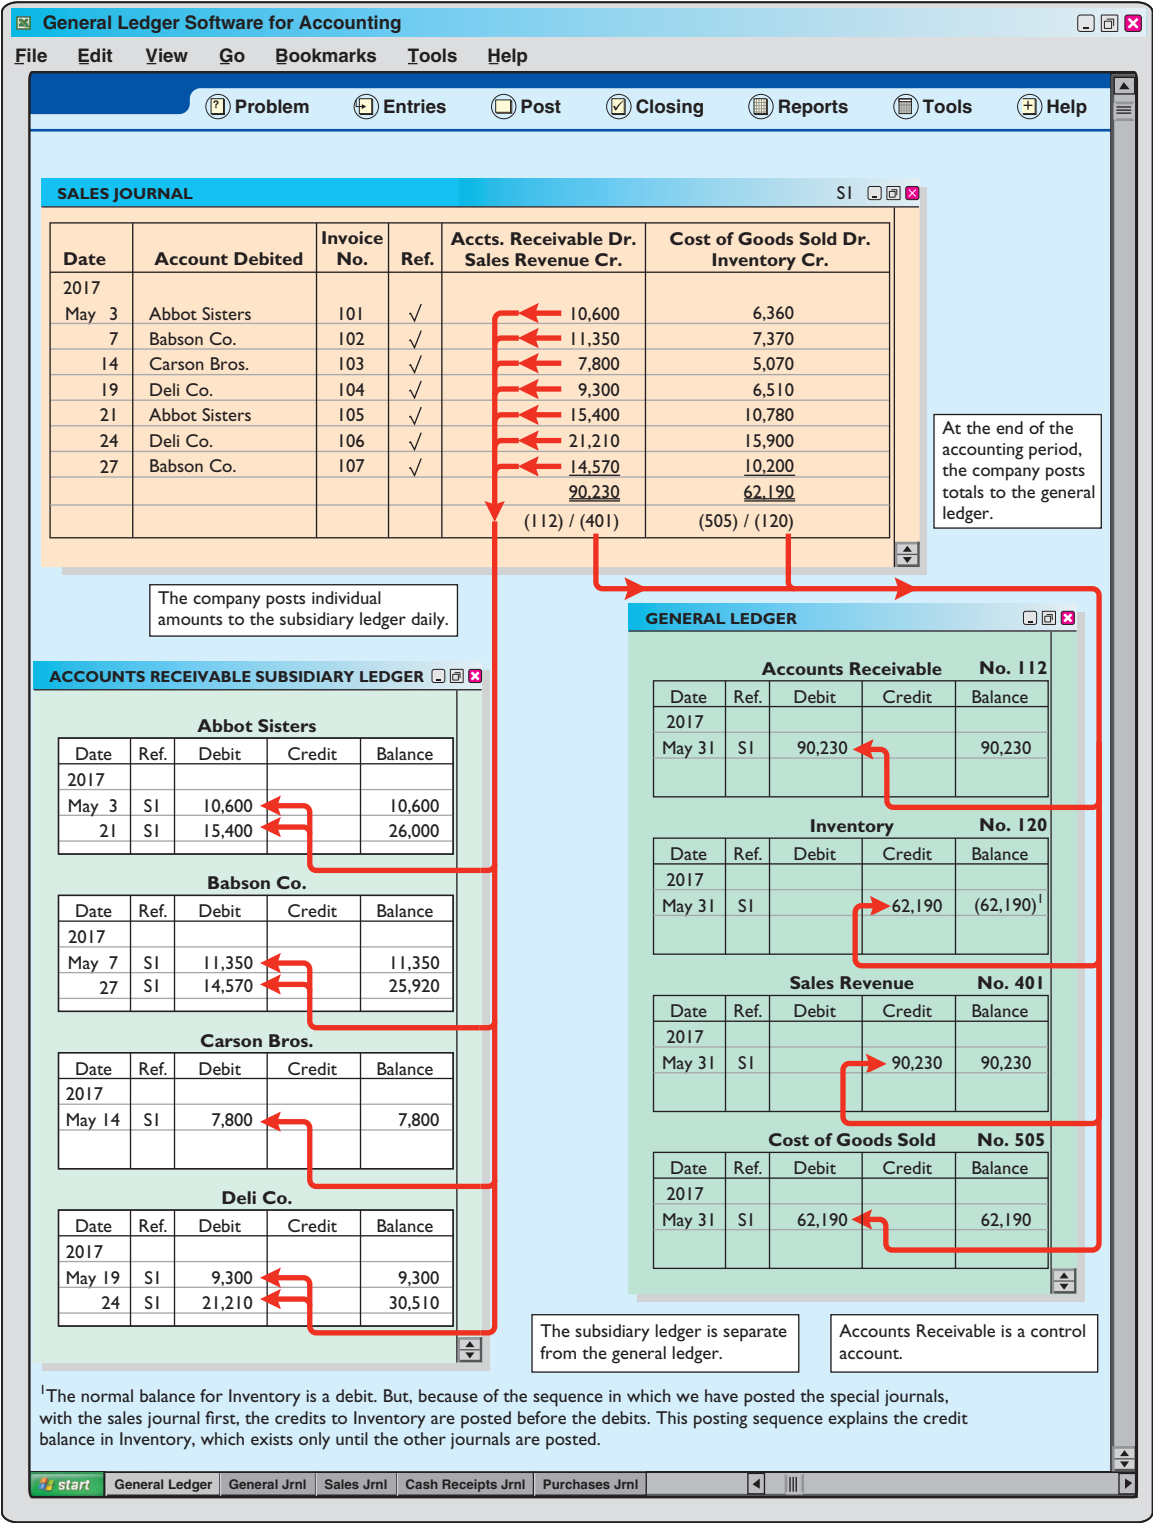 General Ledger Software for Accounting
File Edit View Go Bookmarks Tools Help
Problem Entries Post Closing Reports Tools Help
SALES JOURNAL S1
Date Account Debited Invoice No. Ref. Accts. Receivable Dr. Sales Revenue Cr. Cost of Goods Sold Dr. Inventory Cr.
2017
May 3 Abbot Sisters 101 √ 10,600 6,360
7 Babson Co. 102 √ 11,350 7,370
14 Carson Bros. 103 √ 7,800 5,070
19 Deli Co. 104 √ 9,300 6,510
21 Abbot Sisters 105 √ 15,400 10,780
24 Deli Co. 106 √ 21,210 15,900
27 Babson Co. 107 √ 14,570 10,200
90,230 62,190
(112) / (401) (505) / (120)
At the end of the
accounting period,
the company posts
totals to the general
ledger.
The company posts individual
amounts to the subsidiary ledger daily.
ACCOUNTS RECEIVABLE SUBSIDIARY LEDGER
Abbot Sisters
Date Ref. Debit Credit Balance
2017
May 3 S1 10,600 10,600
21 S1 15,400 26,000
Babson Co.
Date Ref. Debit Credit Balance
2017
May 7 S1 11,350 11,350
27 S1 14,570 25,920
Carson Bros.
Date Ref. Debit Credit Balance
2017
May 14 S1 7,800 7,800
Deli Co.
Date Ref. Debit Credit Balance
2017
May 19 S1 9,300 9,300
24 S1 21,210 30,510
GENERAL LEDGER
Accounts Receivable No. 112
Date Ref. Debit Credit Balance
2017
May 31 S1 90,230 90,230
Inventory No. 120
Date Ref. Debit Credit Balance
2017
May 31 S1 62,190 (62,190)¹
Sales Revenue No. 401
Date Ref. Debit Credit Balance
2017
May 31 S1 90,230 90,230
Cost of Goods Sold No. 505
Date Ref. Debit Credit Balance
2017
May 31 S1 62,190 62,190
The subsidiary ledger is separate
from the general ledger.
Accounts Receivable is a control
account.
¹The normal balance for Inventory is a debit. But, because of the sequence in which we have posted the special journals,
with the sales journal first, the credits to Inventory are posted before the debits. This posting sequence explains the credit
balance in Inventory, which exists only until the other journals are posted.
start General Ledger General Jrnl Sales Jrnl Cash Receipts Jrnl Purchases Jrnl